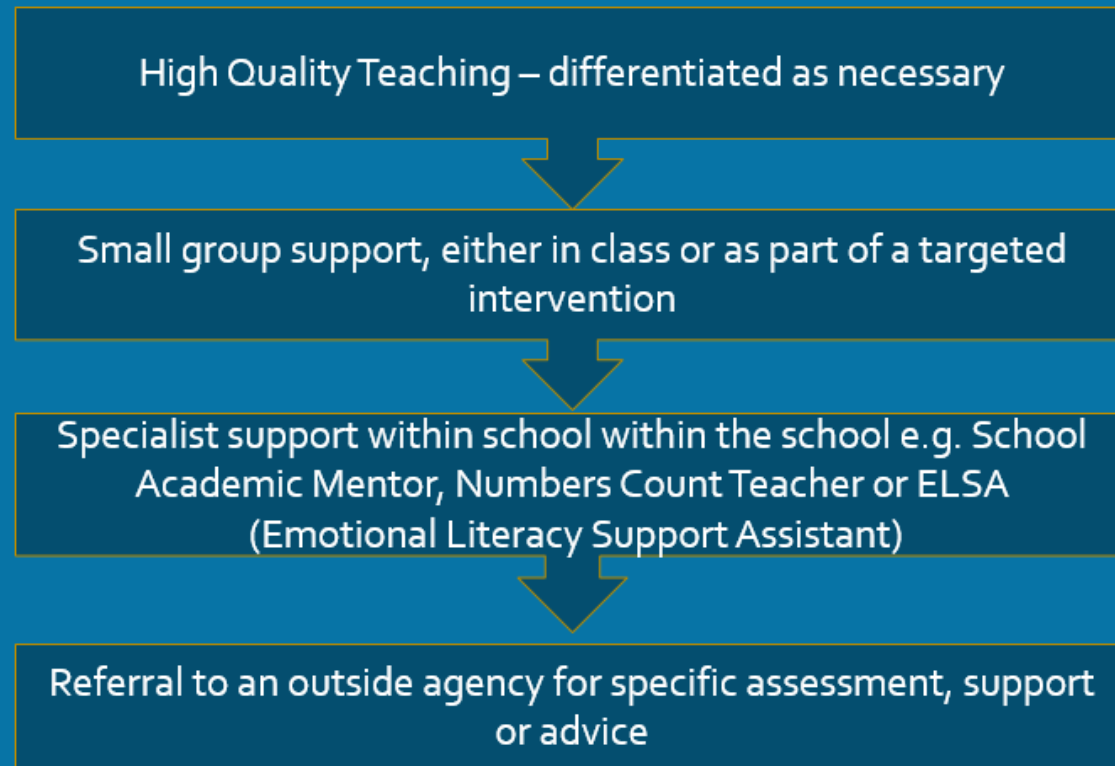 High Quality Teaching – differentiated as necessary
Small group support, either in class or as part of a targeted
intervention
Specialist support within school within the school e.g. School
Academic Mentor, Numbers Count Teacher or ELSA
(Emotional Literacy Support Assistant)
Referral to an outside agency for specific assessment, support
or advice